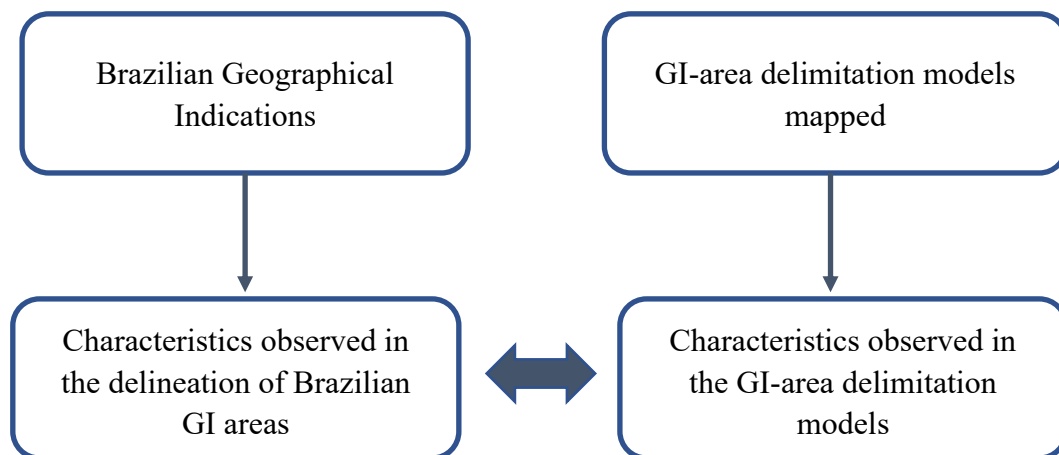 Brazilian Geographical
Indications
GI-area delimitation models
mapped
Characteristics observed in
the delineation of Brazilian
GI areas
Characteristics observed in
the GI-area delimitation
models